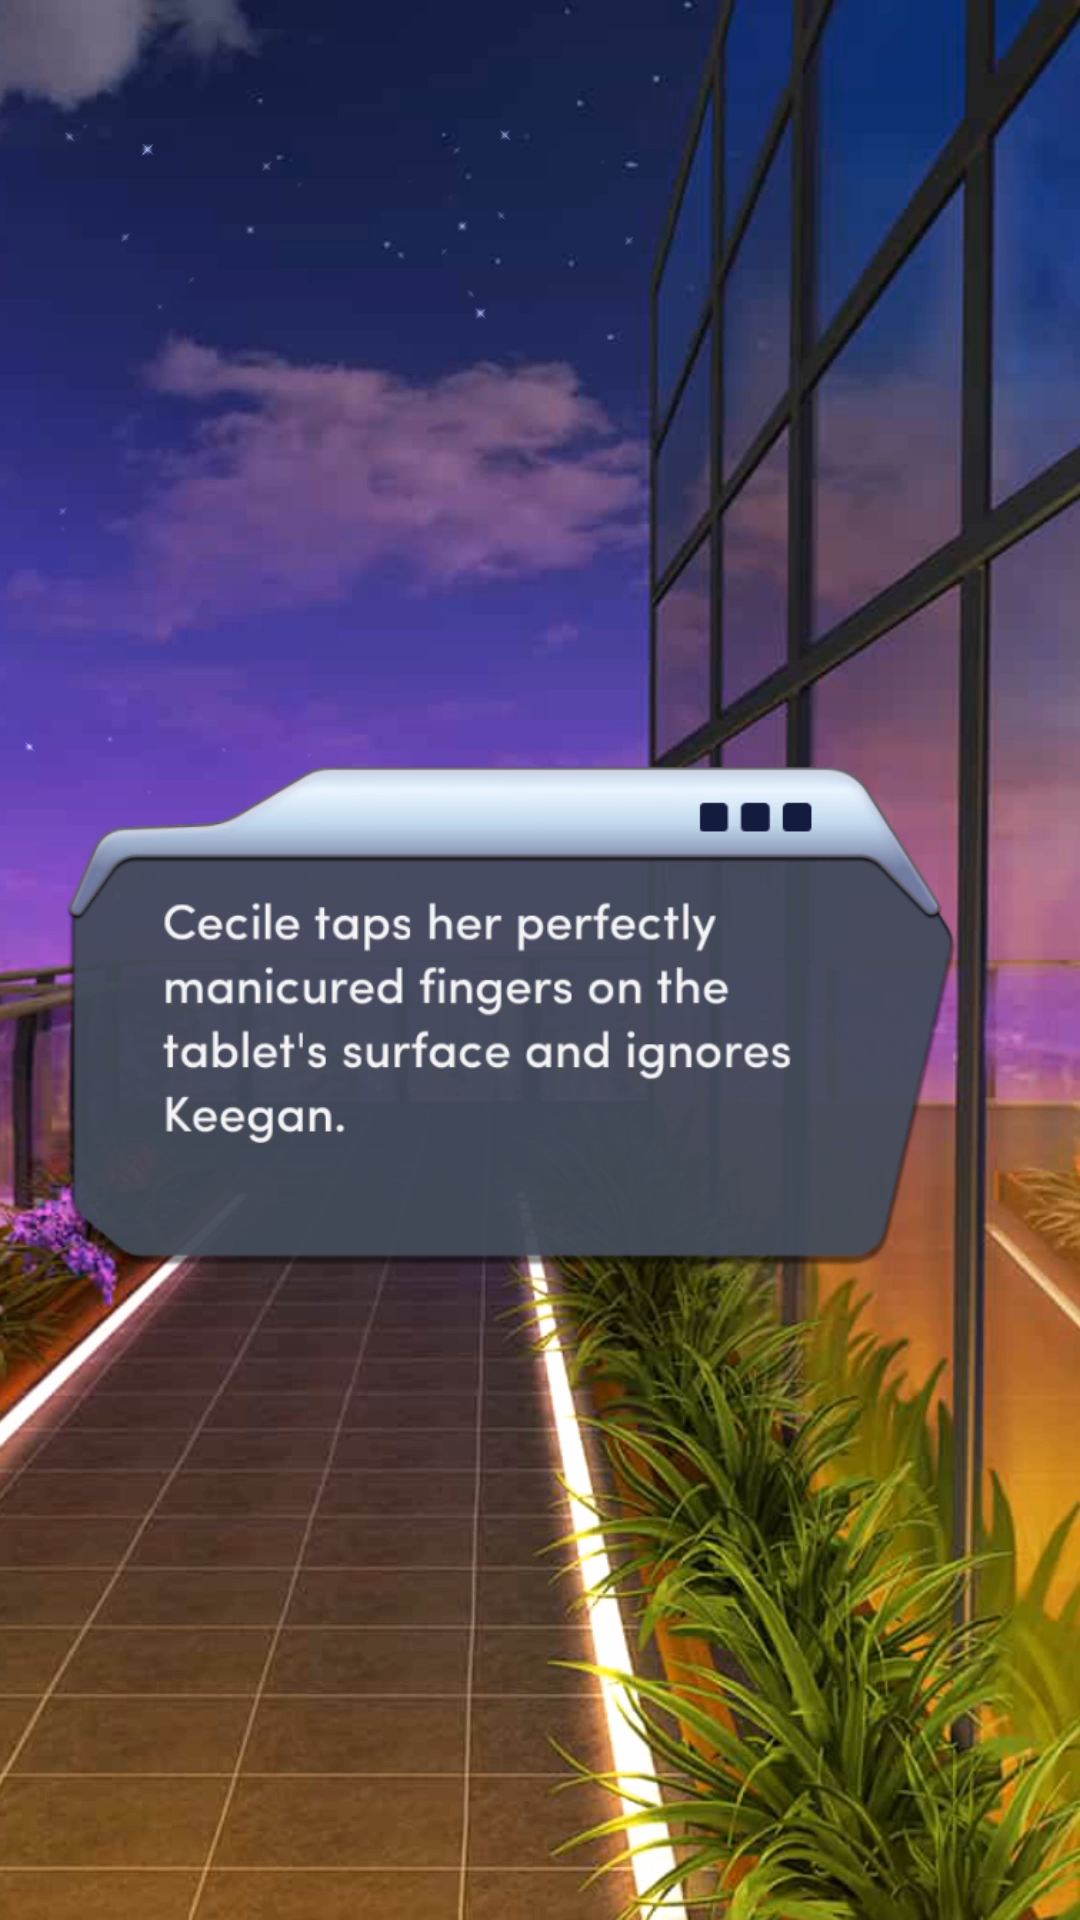 Cecile taps her perfectly
manicured fingers on the
tablet's surface and ignores
Keegan.